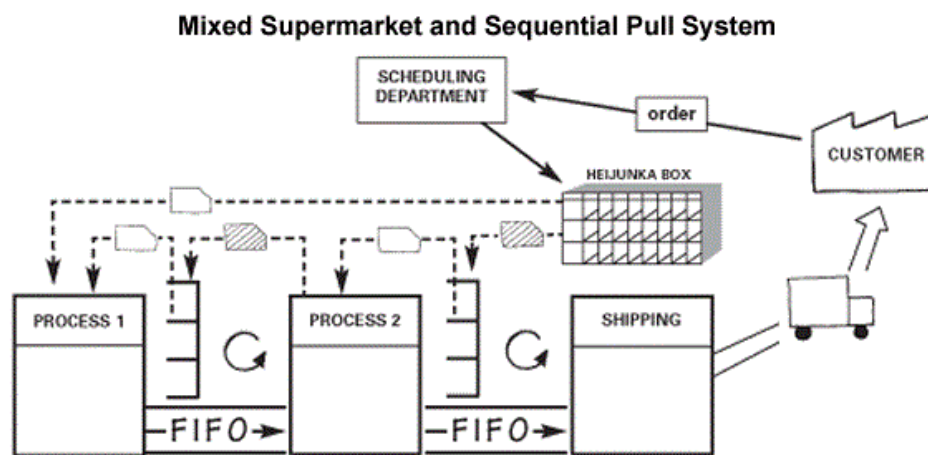 Mixed Supermarket and Sequential Pull System
SCHEDULING
DEPARTMENT
order
CUSTOMER
HEIJUNKA BOX
PROCESS 1
PROCESS 2
SHIPPING
FIFO
FIFO